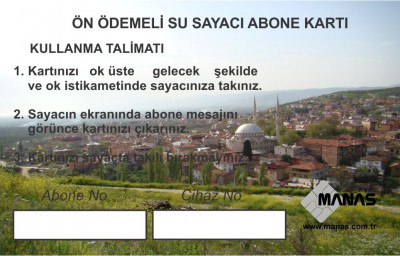 ÖN ÖDEMELİ SU SAYACI ABONE KARTI
KULLANMA TALİMATI
1. Kartınızı ok üste gelecek şekilde
ve ok istikametinde sayacınıza takınız.
2. Sayacın ekranında abone mesajını
görünce kartınızı çıkarınız.
3. Kartınızı sayaçta takılı bırakmayınız.
Abone No
Cihaz No
MANAS
www.manas.com.tr